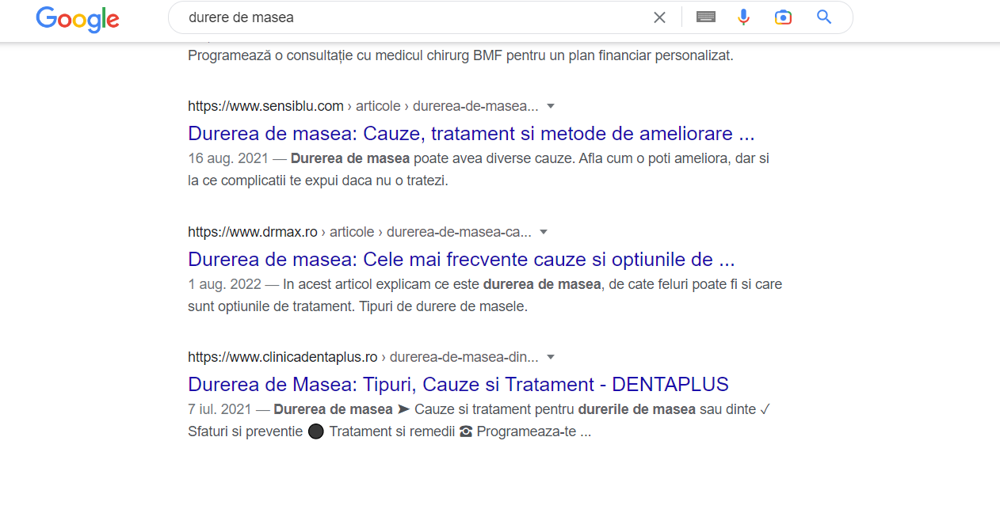 Google
durere de masea
Programează o consultație cu medicul chirurg BMF pentru un plan financiar personalizat.
https://www.sensiblu.com › articole › durerea-de-masea...
Durerea de masea: Cauze, tratament si metode de ameliorare ...
16 aug. 2021 — Durerea de masea poate avea diverse cauze. Afla cum o poti ameliora, dar si
la ce complicatii te expui daca nu o tratezi.
https://www.drmax.ro › articole › durerea-de-masea-ca...
Durerea de masea: Cele mai frecvente cauze si optiunile de ...
1 aug. 2022 — In acest articol explicam ce este durerea de masea, de cate feluri poate fi si care
sunt optiunile de tratament. Tipuri de durere de masele.
https://www.clinicadentaplus.ro › durerea-de-masea-din...
Durerea de Masea: Tipuri, Cauze si Tratament - DENTAPLUS
7 iul. 2021 — Durerea de masea ➤ Cauze si tratament pentru durerile de masea sau dinte ✓
Sfaturi si preventie ⚫ Tratament si remedii ☎ Programeaza-te ...